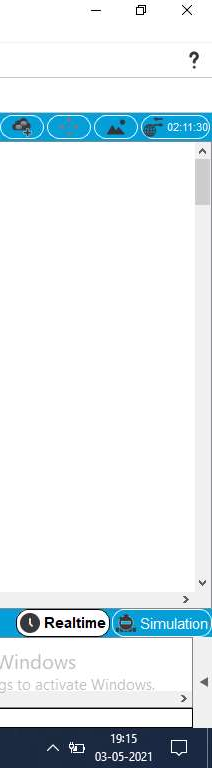 ?
02:11:30
Realtime
Simulation
Windows
gs to activate Windows.
19:15
03-05-2021